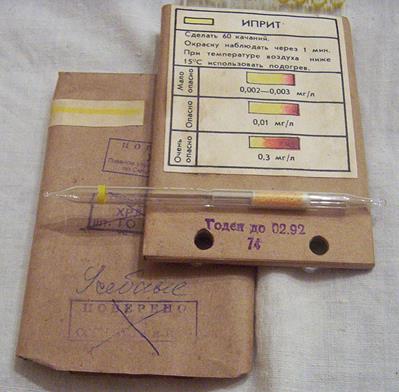 ИПРИТ
Сделать 60 качаний.
Окраску наблюдать через 1 мин.
При температуре воздуха ниже
15°С использовать подогрев.
Мало опасно
0,002—0,003 мг/л
Опасно
0,01 мг/л
Очень опасно
0.3 мг/л
Годен до 02.92
74
Учебные
ПОВЕРЕНО